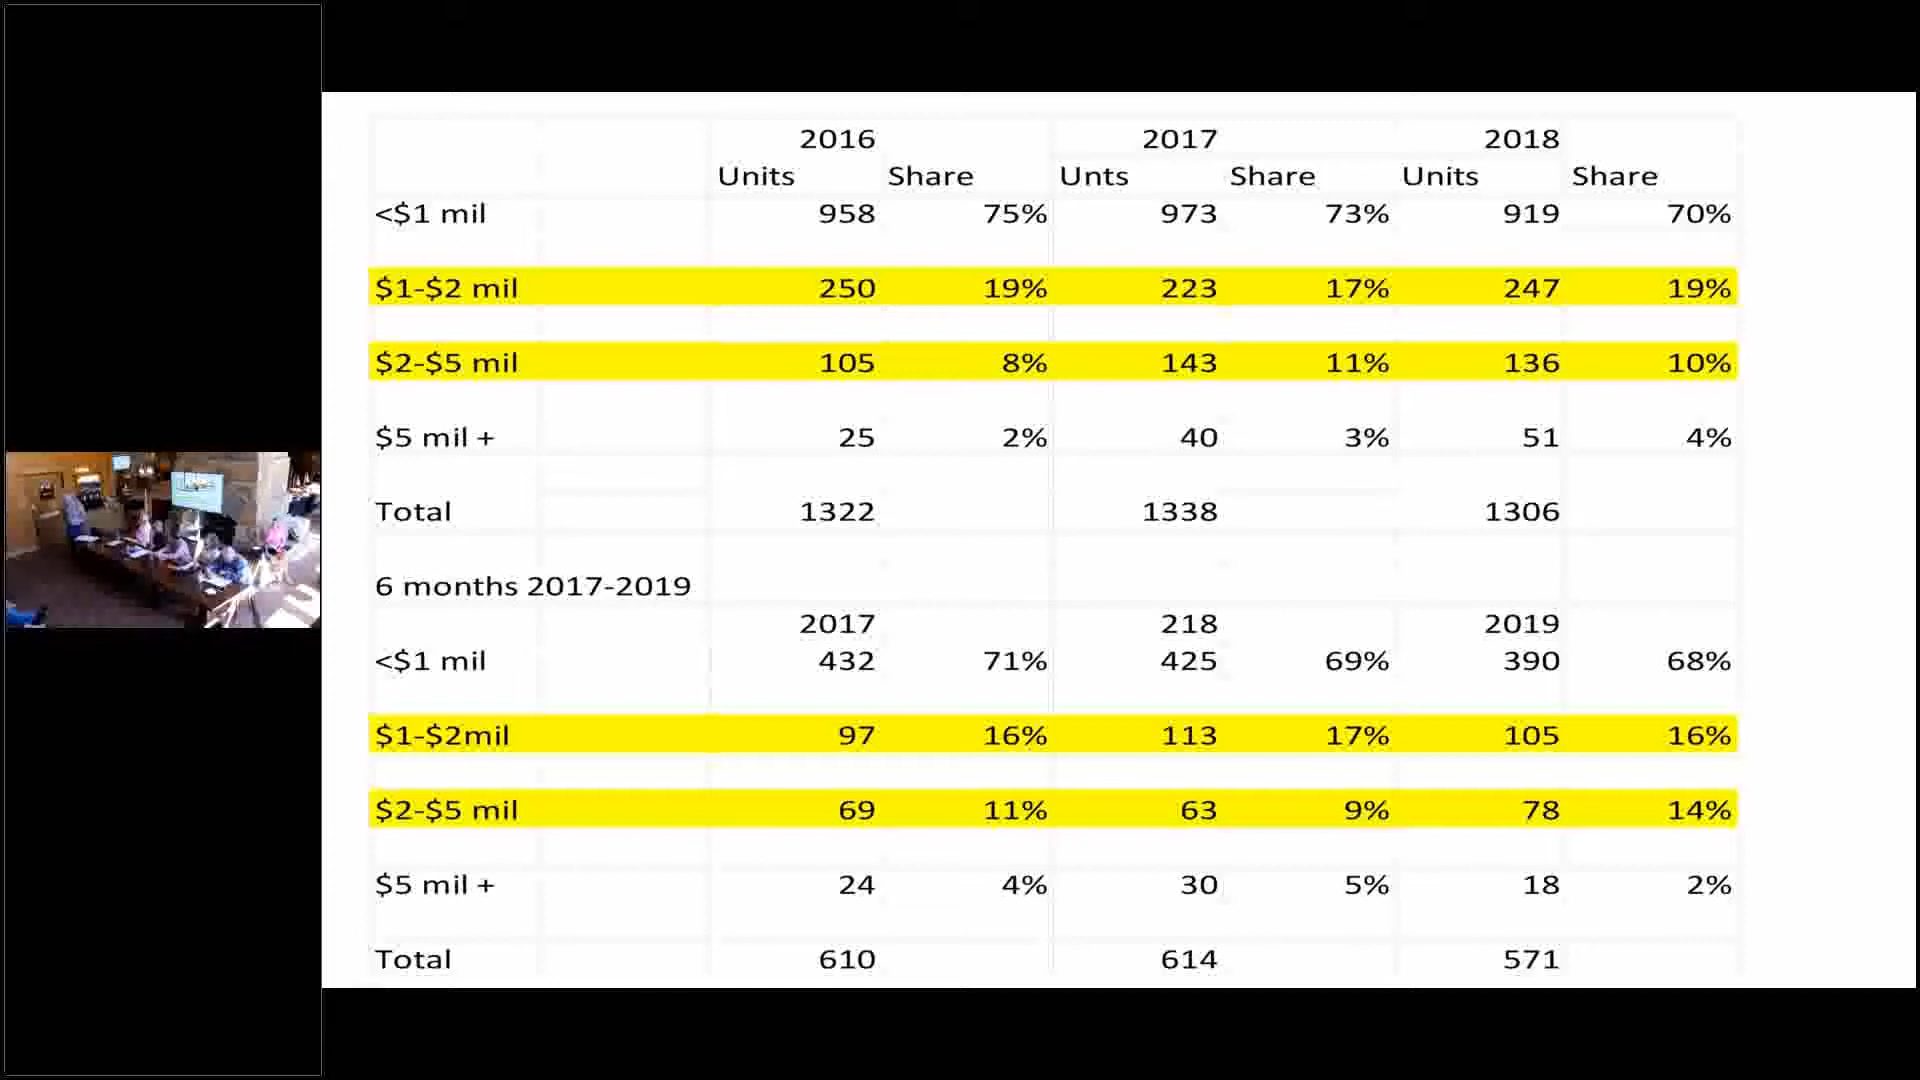 2016 2017 2018
Units Share Unts Share Units Share
<$1 mil 958 75% 973 73% 919 70%
$1-$2 mil 250 19% 223 17% 247 19%
$2-$5 mil 105 8% 143 11% 136 10%
$5 mil + 25 2% 40 3% 51 4%
Total 1322 1338 1306
6 months 2017-2019
2017 218 2019
<$1 mil 432 71% 425 69% 390 68%
$1-$2mil 97 16% 113 17% 105 16%
$2-$5 mil 69 11% 63 9% 78 14%
$5 mil + 24 4% 30 5% 18 2%
Total 610 614 571